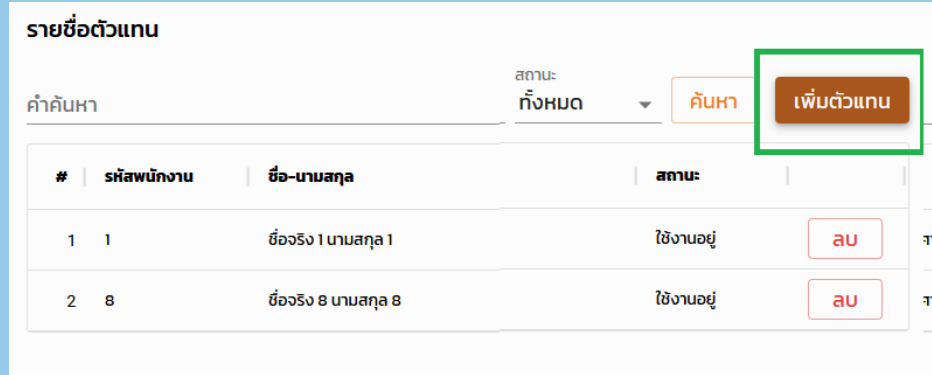 รายชื่อตัวแทน
สถานะ
คำค้นหา ทั้งหมด ค้นหา เพิ่มตัวแทน
# รหัสพนักงาน ชื่อ-นามสกุล สถานะ
1 1 ชื่อจริง 1 นามสกุล 1 ใช้งานอยู่ ลบ
2 8 ชื่อจริง 8 นามสกุล 8 ใช้งานอยู่ ลบ